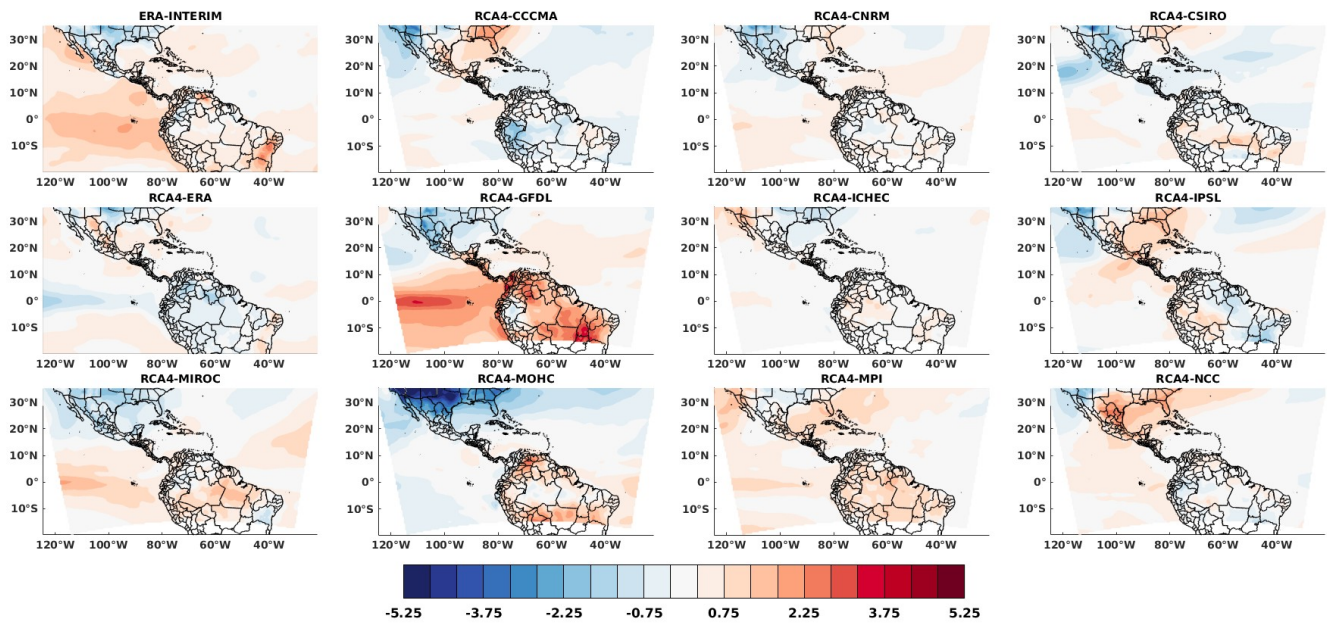 ERA-INTERIM RCA4-CCCMA RCA4-CNRM RCA4-CSIRO
30°N 30°N 30°N 30°N
20°N 20°N 20°N 20°N
10°N 10°N 10°N 10°N
0° 0° 0° 0°
10°S 10°S 10°S 10°S
120°W 100°W 80°W 60°W 40°W 120°W 100°W 80°W 60°W 40°W 120°W 100°W 80°W 60°W 40°W 120°W 100°W 80°W 60°W 40°W
RCA4-ERA RCA4-GFDL RCA4-ICHEC RCA4-IPSL
30°N 30°N 30°N 30°N
20°N 20°N 20°N 20°N
10°N 10°N 10°N 10°N
0° 0° 0° 0°
10°S 10°S 10°S 10°S
120°W 100°W 80°W 60°W 40°W 120°W 100°W 80°W 60°W 40°W 120°W 100°W 80°W 60°W 40°W 120°W 100°W 80°W 60°W 40°W
RCA4-MIROC RCA4-MOHC RCA4-MPI RCA4-NCC
30°N 30°N 30°N 30°N
20°N 20°N 20°N 20°N
10°N 10°N 10°N 10°N
0° 0° 0° 0°
10°S 10°S 10°S 10°S
120°W 100°W 80°W 60°W 40°W 120°W 100°W 80°W 60°W 40°W 120°W 100°W 80°W 60°W 40°W 120°W 100°W 80°W 60°W 40°W
-5.25 -3.75 -2.25 -0.75 0.75 2.25 3.75 5.25